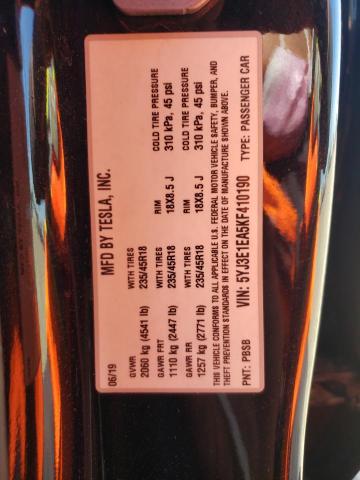 MFD BY TESLA, INC.
06/19
GVWR WITH TIRES RIM COLD TIRE PRESSURE
2060 kg (4541 lb) 235/45R18 18X8.5 J 310 kPa, 45 psi
GAWR FRT WITH TIRES RIM COLD TIRE PRESSURE
1110 kg (2447 lb) 235/45R18 18X8.5 J 310 kPa, 45 psi
GAWR RR
1257 kg (2771 lb) 235/45R18
THIS VEHICLE CONFORMS TO ALL APPLICABLE U.S. FEDERAL MOTOR VEHICLE SAFETY, BUMPER, AND
THEFT PREVENTION STANDARDS IN EFFECT ON THE DATE OF MANUFACTURE SHOWN ABOVE.
VIN: 5YJ3E1EA5KF410190 TYPE: PASSENGER CAR
PNT: PBSB